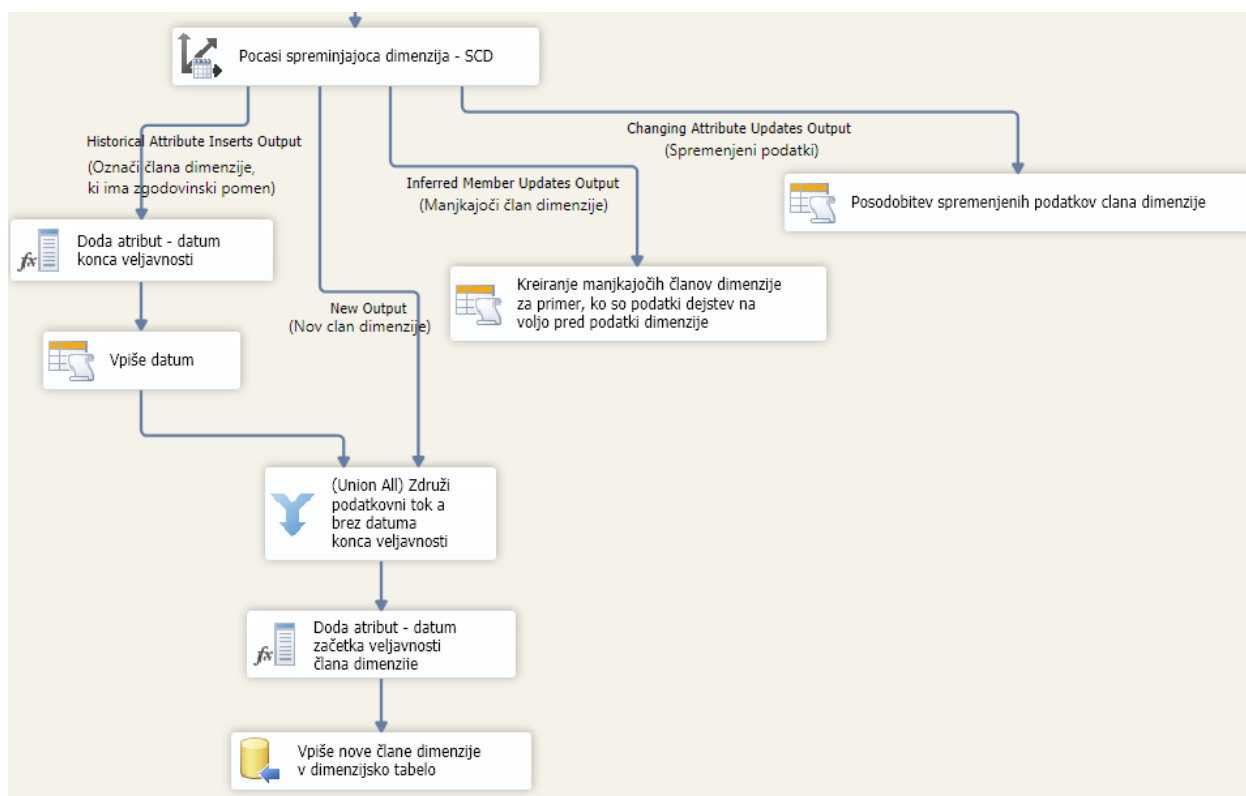 Pocasi spreminjajoca dimenzija - SCD
Historical Attribute Inserts Output
(Označi člana dimenzije,
ki ima zgodovinski pomen)
Changing Attribute Updates Output
(Spremenjeni podatki)
Inferred Member Updates Output
(Manjkajoči član dimenzije)
Posodobitev spremenjenih podatkov clana dimenzije
Doda atribut - datum
konca veljavnosti
Kreiranje manjkajočih članov dimenzije
za primer, ko so podatki dejstev na
voljo pred podatki dimenzije
New Output
(Nov clan dimenzije)
Vpiše datum
(Union All) Združi
podatkovni tok a
brez datuma
konca veljavnosti
Doda atribut - datum
začetka veljavnosti
člana dimenzije
Vpiše nove člane dimenzije
v dimenzijsko tabelo